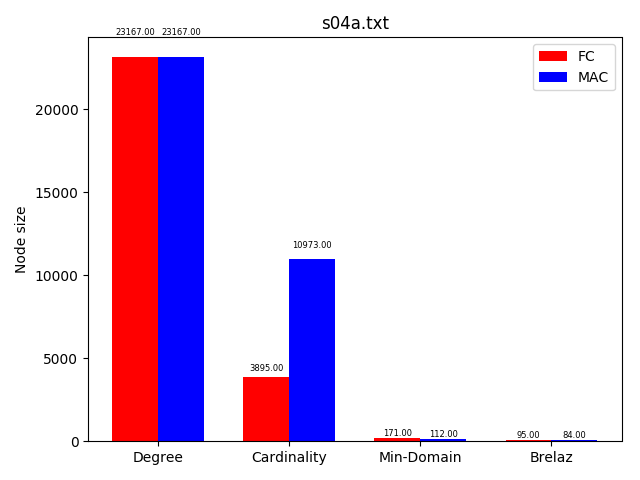 s04a.txt
23167.00 23167.00
FC
MAC
20000
15000
10973.00
10000
5000
3895.00
171.00 112.00 95.00 84.00
0
Degree Cardinality Min-Domain Brelaz
Node size